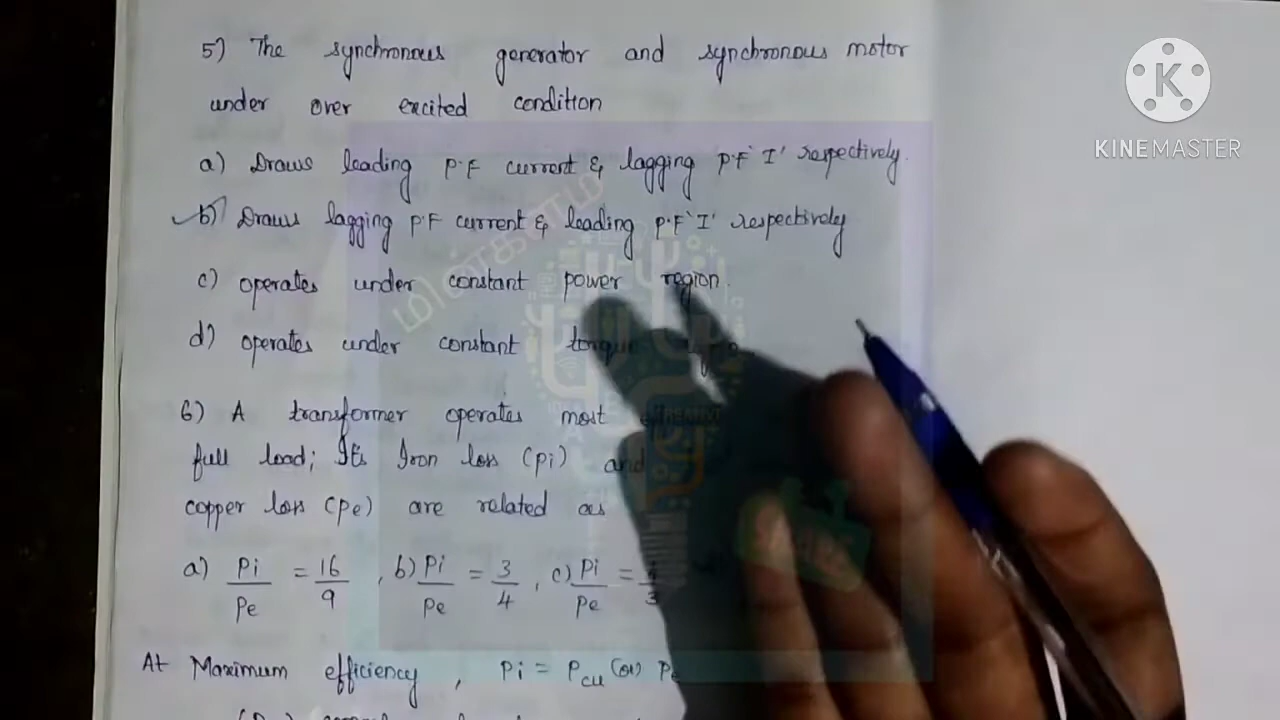 5) The synchronous generator and synchronous motor
under over excited condition
a) Draws leading P.F current & lagging P.F 'I' respectively.
b) Draws lagging P.F current & leading P.F 'I' respectively
c) operates under constant power region.
d) operates under constant torque
6) A transformer operates most
full load; Its Iron loss (Pi) and
copper loss (Pe) are related as
a) Pi/Pe = 16/9 , b) Pi/Pe = 3/4 , c) Pi/Pe =
At Maximum efficiency , Pi = Pcu (or) Pe
மின்களம்
K
KINEMASTER